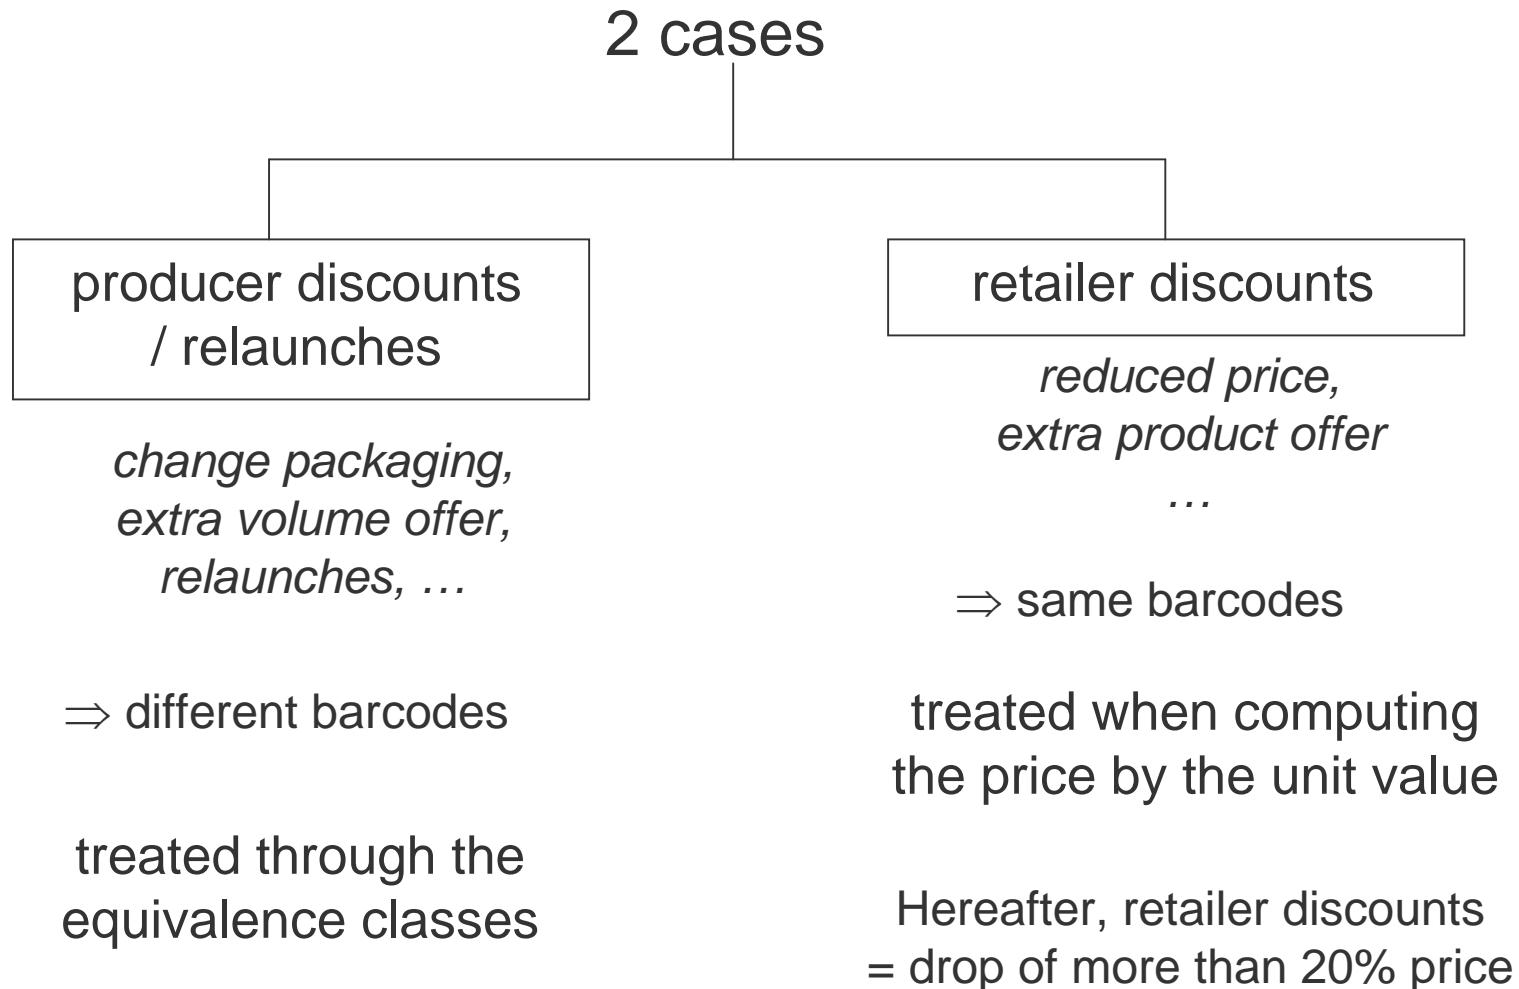 2 cases
producer discounts
/ relaunches
change packaging,
extra volume offer,
relaunches, …
⇒ different barcodes
treated through the
equivalence classes
retailer discounts
reduced price,
extra product offer
…
⇒ same barcodes
treated when computing
the price by the unit value
Hereafter, retailer discounts
= drop of more than 20% price